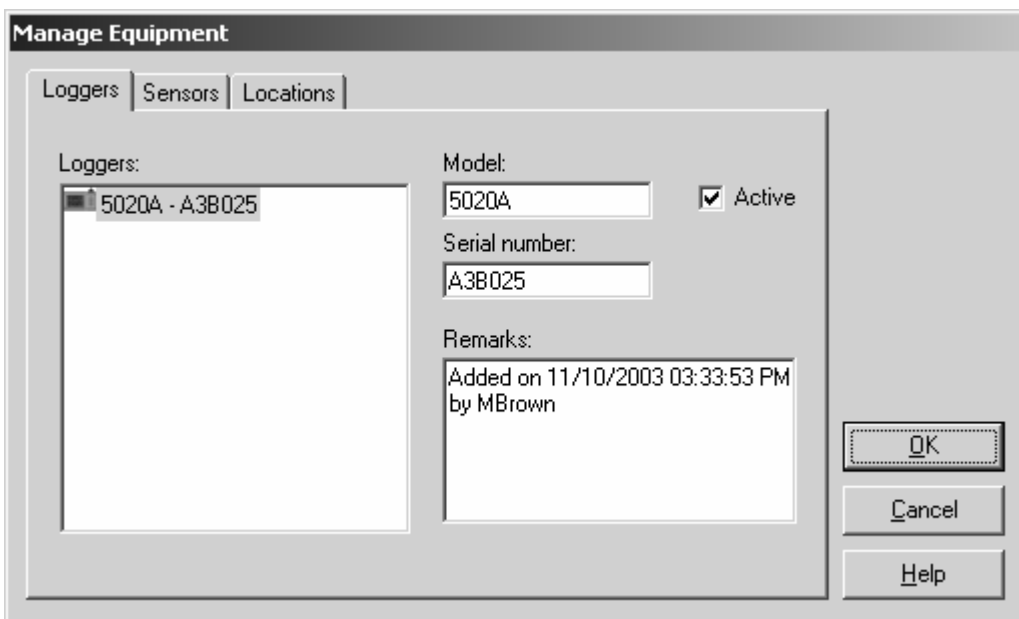 Manage Equipment
Loggers Sensors Locations
Loggers:
5020A - A3B025
Model:
5020A
Active
Serial number:
A3B025
Remarks:
Added on 11/10/2003 03:33:53 PM
by MBrown
OK
Cancel
Help